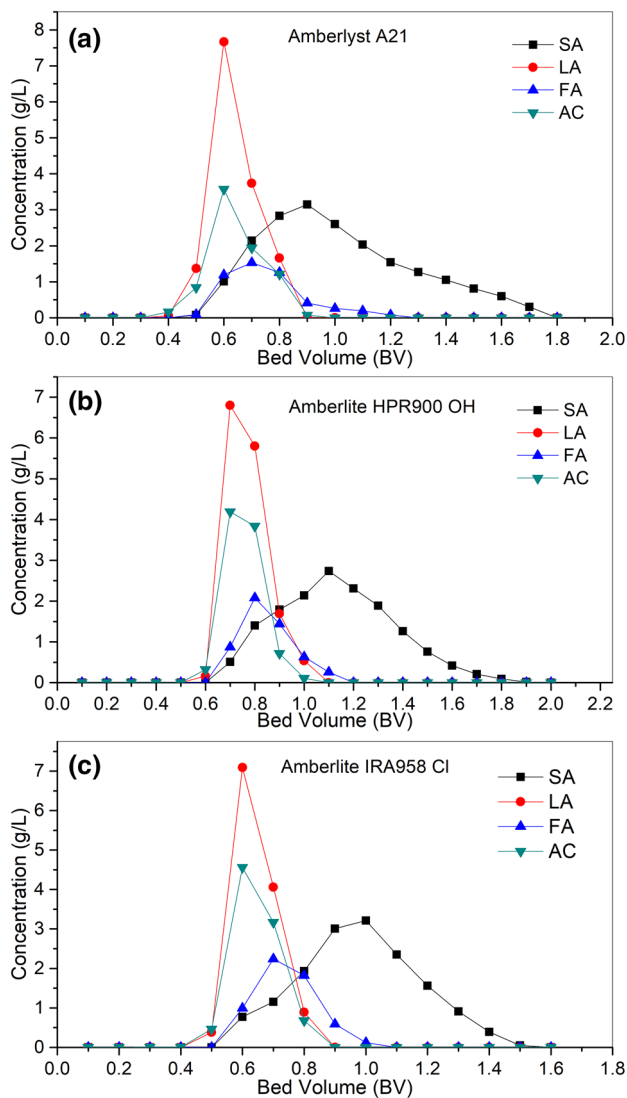 (a)
Amberlyst A21
SA
LA
FA
AC
Concentration (g/L)
8
7
6
5
4
3
2
1
0
0.0 0.2 0.4 0.6 0.8 1.0 1.2 1.4 1.6 1.8 2.0
Bed Volume (BV)
(b)
Amberlite HPR900 OH
SA
LA
FA
AC
Concentration (g/L)
7
6
5
4
3
2
1
0
0.0 0.2 0.4 0.6 0.8 1.0 1.2 1.4 1.6 1.8 2.0 2.2
Bed Volume (BV)
(c)
Amberlite IRA958 Cl
SA
LA
FA
AC
Concentration (g/L)
7
6
5
4
3
2
1
0
0.0 0.2 0.4 0.6 0.8 1.0 1.2 1.4 1.6 1.8
Bed Volume (BV)